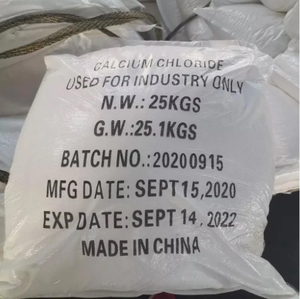 CALCIUM CHLORIDE
USED FOR INDUSTRY ONLY
N.W.: 25KGS
G.W.:25.1KGS
BATCH NO.:20200915
MFG DATE: SEPT 15,2020
EXP DATE: SEPT 14, 2022
MADE IN CHINA